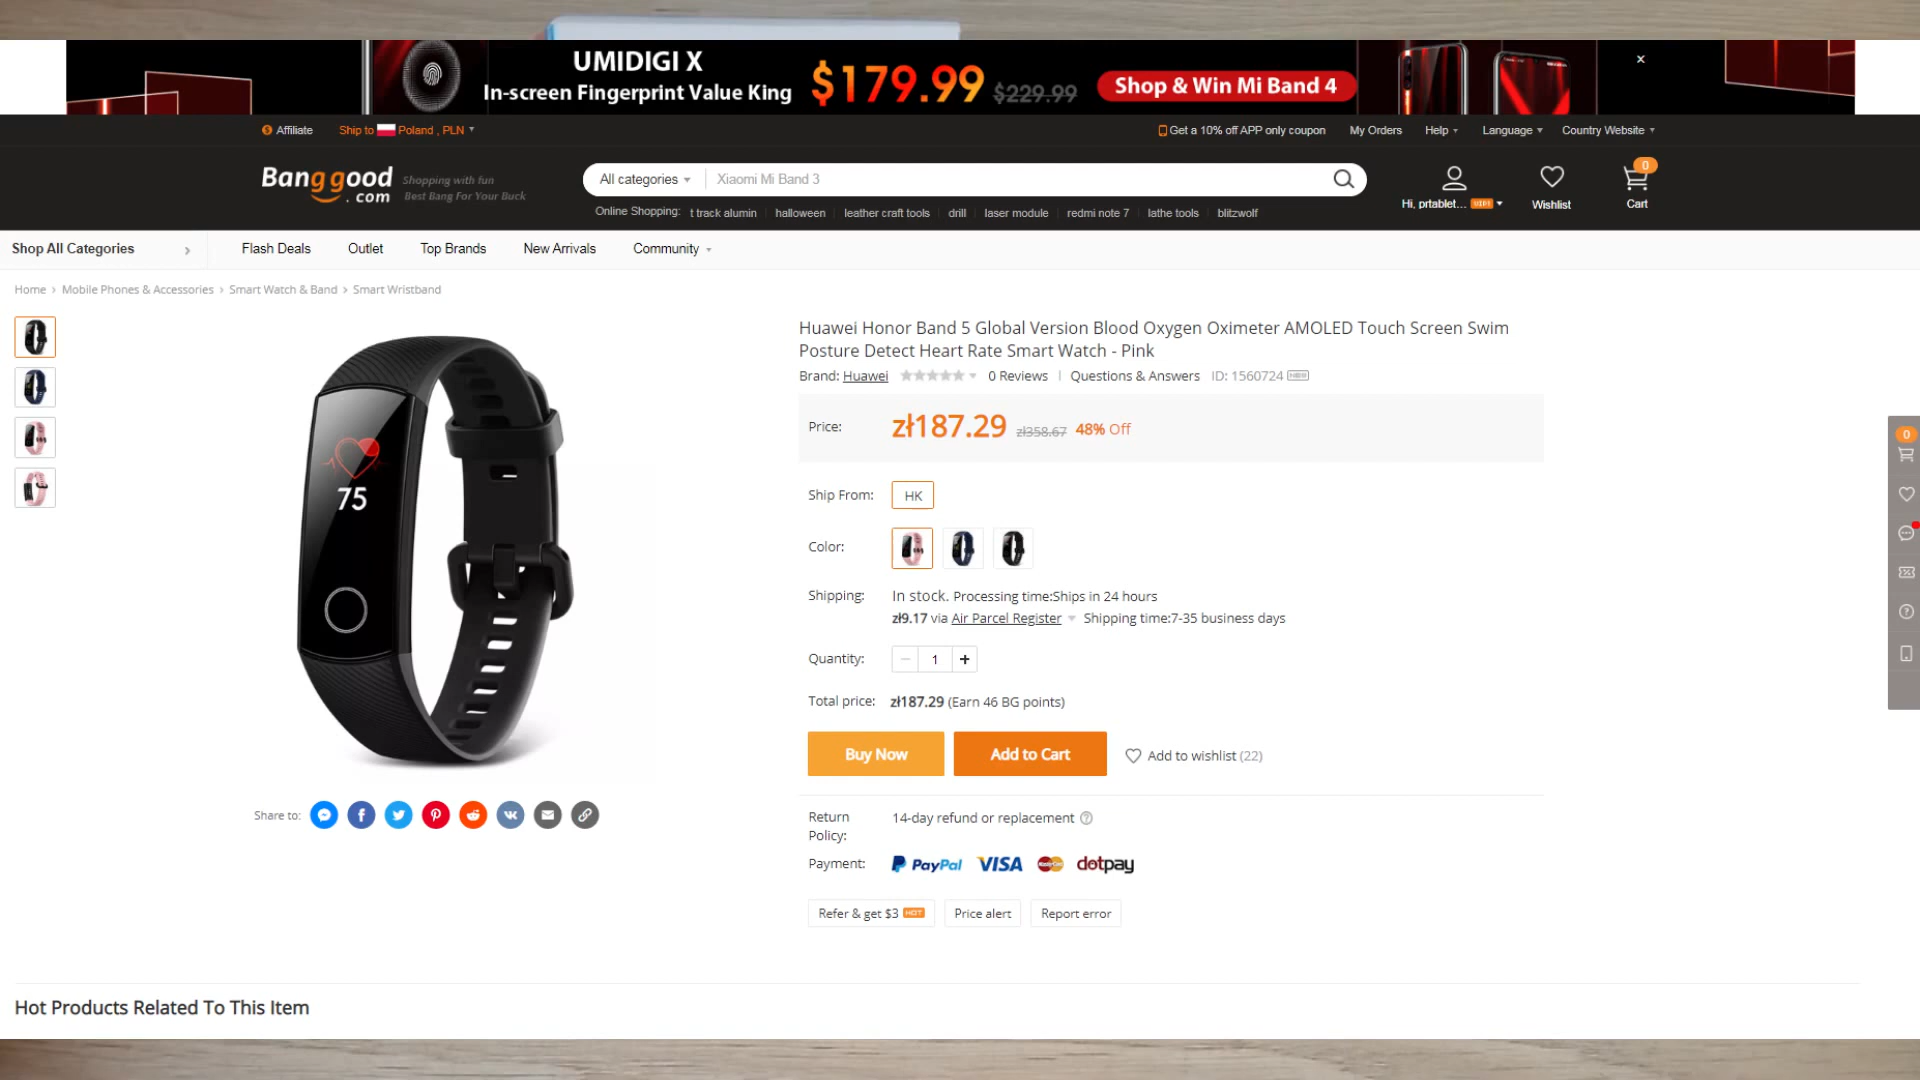 UMIDIGI X
In-screen Fingerprint Value King
$179.99 $229.99
Shop & Win Mi Band 4
Affiliate Ship to Poland , PLN
Get a 10% off APP only coupon My Orders Help Language Country Website
Banggood.com
Shopping with fun
Best Bang For Your Buck
All categories Xiaomi Mi Band 3
Hi, prtablet...
Wishlist
0
Cart
Online Shopping: t track alumin halloween leather craft tools drill laser module redmi note 7 lathe tools blitzwolf
Shop All Categories › Flash Deals Outlet Top Brands New Arrivals Community
Home › Mobile Phones & Accessories › Smart Watch & Band › Smart Wristband
75
Share to:
Huawei Honor Band 5 Global Version Blood Oxygen Oximeter AMOLED Touch Screen Swim
Posture Detect Heart Rate Smart Watch - Pink
Brand: Huawei 0 Reviews Questions & Answers ID: 1560724
Price: zł187.29 zł358.67 48% Off
Ship From: HK
Color:
Shipping: In stock. Processing time:Ships in 24 hours
zł9.17 via Air Parcel Register Shipping time:7-35 business days
Quantity: − 1 +
Total price: zł187.29 (Earn 46 BG points)
Buy Now Add to Cart Add to wishlist (22)
Return
Policy:
14-day refund or replacement
Payment: PayPal VISA MasterCard dotpay
Refer & get $3 HOT Price alert Report error
0
Hot Products Related To This Item